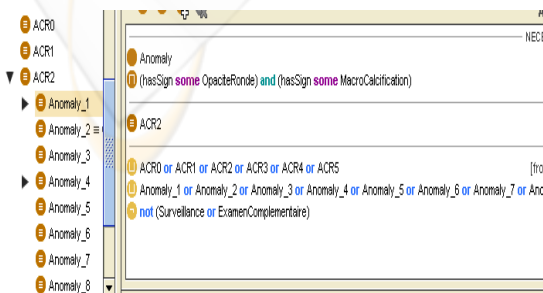 ACR0
ACR1
ACR2
Anomaly_1
Anomaly_2 ≡
Anomaly_3
Anomaly_4
Anomaly_5
Anomaly_6
Anomaly_7
Anomaly_8
NECE
Anomaly
(hasSign some OpaciteRonde) and (hasSign some MacroCalcification)
ACR2
ACR0 or ACR1 or ACR2 or ACR3 or ACR4 or ACR5 [fro
Anomaly_1 or Anomaly_2 or Anomaly_3 or Anomaly_4 or Anomaly_5 or Anomaly_6 or Anomaly_7 or Ano
not (Surveillance or ExamenComplementaire)